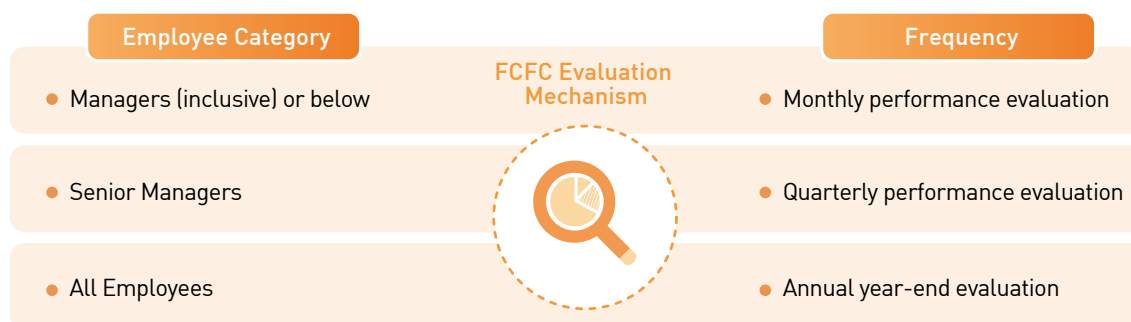 Employee Category
Frequency
FCFC Evaluation
Mechanism
Managers (inclusive) or below
Monthly performance evaluation
Senior Managers
Quarterly performance evaluation
All Employees
Annual year-end evaluation